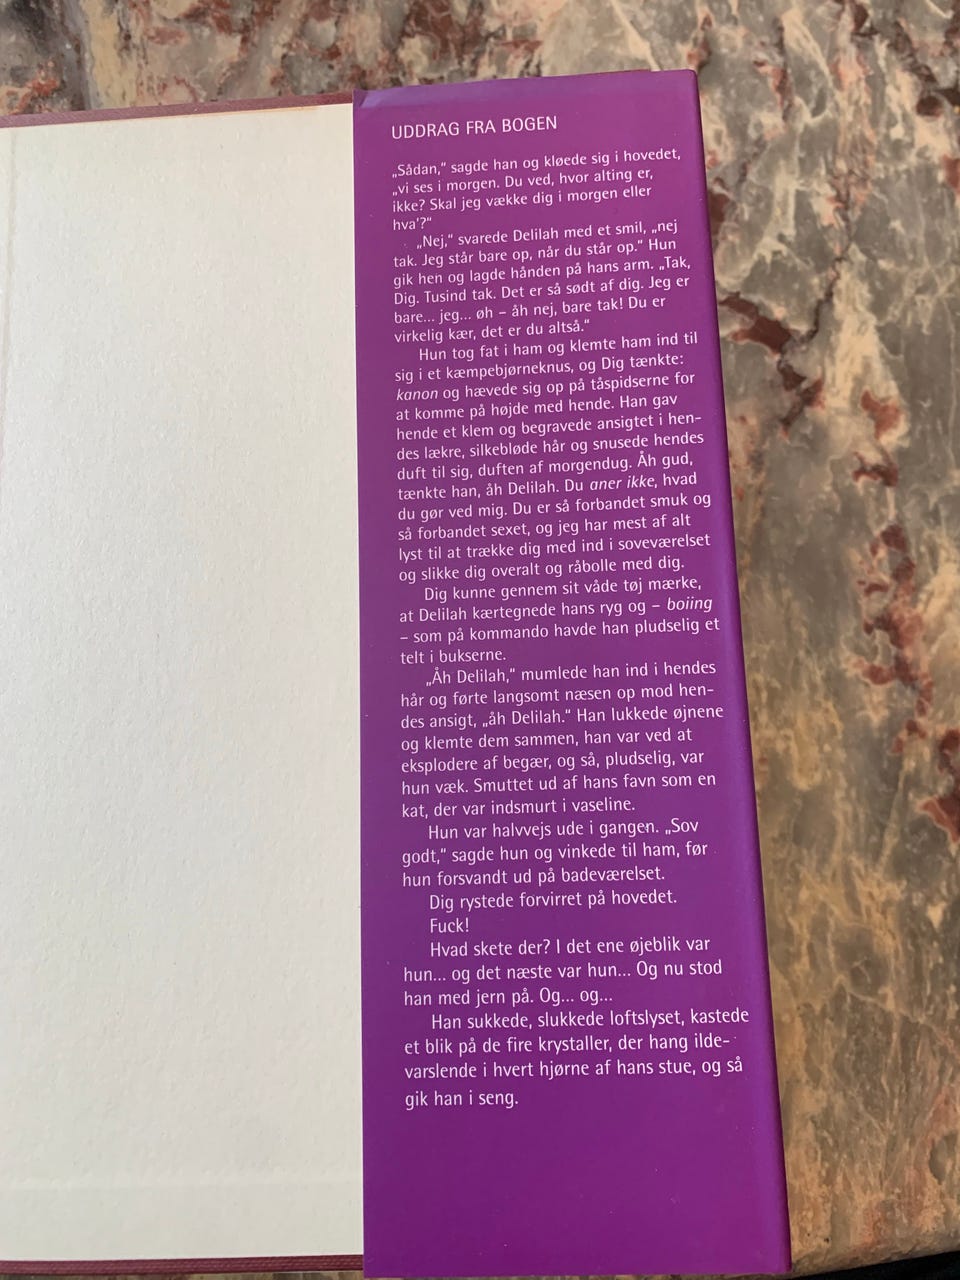 UDDRAG FRA BOGEN
„Sådan,“ sagde han og kløede sig i hovedet,
„vi ses i morgen. Du ved, hvor alting er,
ikke? Skal jeg vække dig i morgen eller
hva'?“
„Nej,“ svarede Delilah med et smil, „nej
tak. Jeg står bare op, når du står op.“ Hun
gik hen og lagde hånden på hans arm. „Tak,
Dig. Tusind tak. Det er så sødt af dig. Jeg er
bare... jeg... øh – åh nej, bare tak! Du er
virkelig kær, det er du altså.“
Hun tog fat i ham og klemte ham ind til
sig i et kæmpebjørneknus, og Dig tænkte:
kanon og hævede sig op på tåspidserne for
at komme på højde med hende. Han gav
hende et klem og begravede ansigtet i hen-
des lækre, silkebløde hår og snusede hendes
duft til sig, duften af morgendug. Åh gud,
tænkte han, åh Delilah. Du aner ikke, hvad
du gør ved mig. Du er så forbandet smuk og
så forbandet sexet, og jeg har mest af alt
lyst til at trække dig med ind i soveværelset
og slikke dig overalt og råbolle med dig.
Dig kunne gennem sit våde tøj mærke,
at Delilah kærtegnede hans ryg og – boiing
– som på kommando havde han pludselig et
telt i bukserne.
„Åh Delilah,“ mumlede han ind i hendes
hår og førte langsomt næsen op mod hen-
des ansigt, „åh Delilah.“ Han lukkede øjnene
og klemte dem sammen, han var ved at
eksplodere af begær, og så, pludselig, var
hun væk. Smuttet ud af hans favn som en
kat, der var indsmurt i vaseline.
Hun var halvvejs ude i gangen. „Sov
godt,“ sagde hun og vinkede til ham, før
hun forsvandt ud på badeværelset.
Dig rystede forvirret på hovedet.
Fuck!
Hvad skete der? I det ene øjeblik var
hun... og det næste var hun... Og nu stod
han med jern på. Og... og...
Han sukkede, slukkede loftslyset, kastede
et blik på de fire krystaller, der hang ilde-
varslende i hvert hjørne af hans stue, og så
gik han i seng.